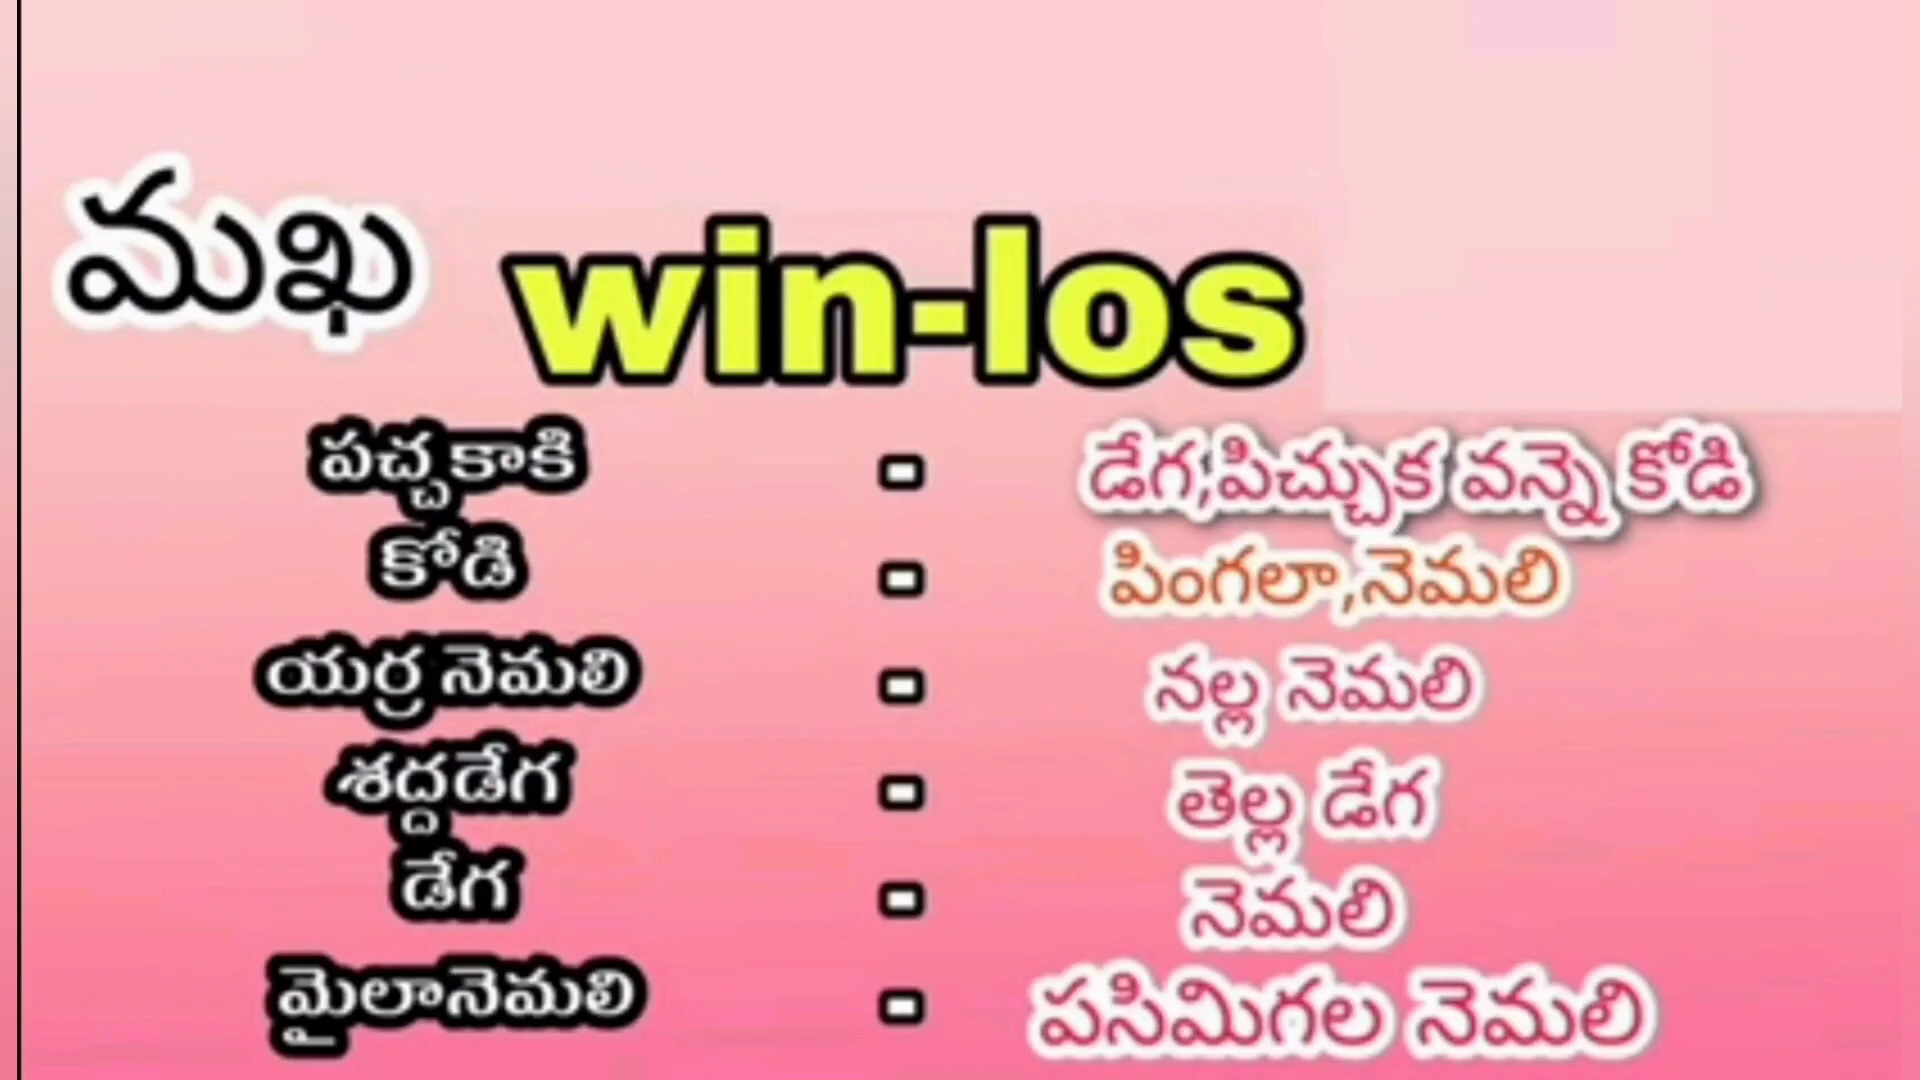 మఖ win-los
పచ్చకాకి - డేగ,పిచ్చుక వన్నె కోడి
కోడి - పింగలా,నెమలి
యర్ర నెమలి - నల్ల నెమలి
శద్దడేగ - తెల్ల డేగ
డేగ - నెమలి
మైలానెమలి - పసిమిగల నెమలి